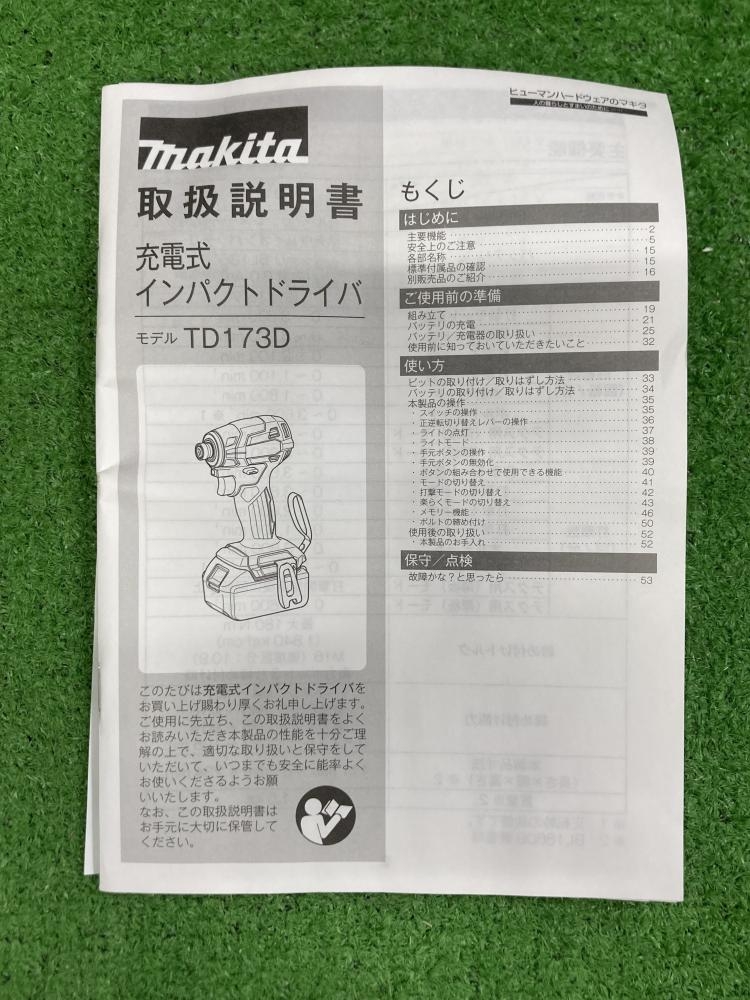 makita
取扱説明書
充電式
インパクトドライバ
モデル TD173D
このたびは充電式インパクトドライバを
お買い上げ賜わり厚くお礼申し上げます。
ご使用に先立ち、この取扱説明書をよく
お読みいただき本製品の性能を十分ご理
解の上で、適切な取り扱いと保守をして
いただいて、いつまでも安全に能率よく
お使いくださるようお願
いいたします。
なお、この取扱説明書は
お手元に大切に保管して
ください。
ヒューマンハードウェアのマキタ
人の暮らしとすまいのために
もくじ
はじめに
主要機能 2
安全上のご注意 5
各部名称 15
標準付属品の確認 15
別販売品のご紹介 16
ご使用前の準備
組み立て 19
バッテリの充電 21
バッテリ/充電器の取り扱い 25
使用前に知っておいていただきたいこと 32
使い方
ビットの取り付け/取りはずし方法 33
バッテリの取り付け/取りはずし方法 34
本製品の操作 35
・スイッチの操作 35
・正逆転切り替えレバーの操作 36
・ライトの点灯 37
・ライトモード 38
・手元ボタンの操作 39
・手元ボタンの無効化 39
・ボタンの組み合わせで使用できる機能 40
・モードの切り替え 41
・打撃モードの切り替え 42
・楽らくモードの切り替え 43
・メモリー機能 46
・ボルトの締め付け 50
使用後の取り扱い 52
・本製品のお手入れ 52
保守/点検
故障かな?と思ったら 53